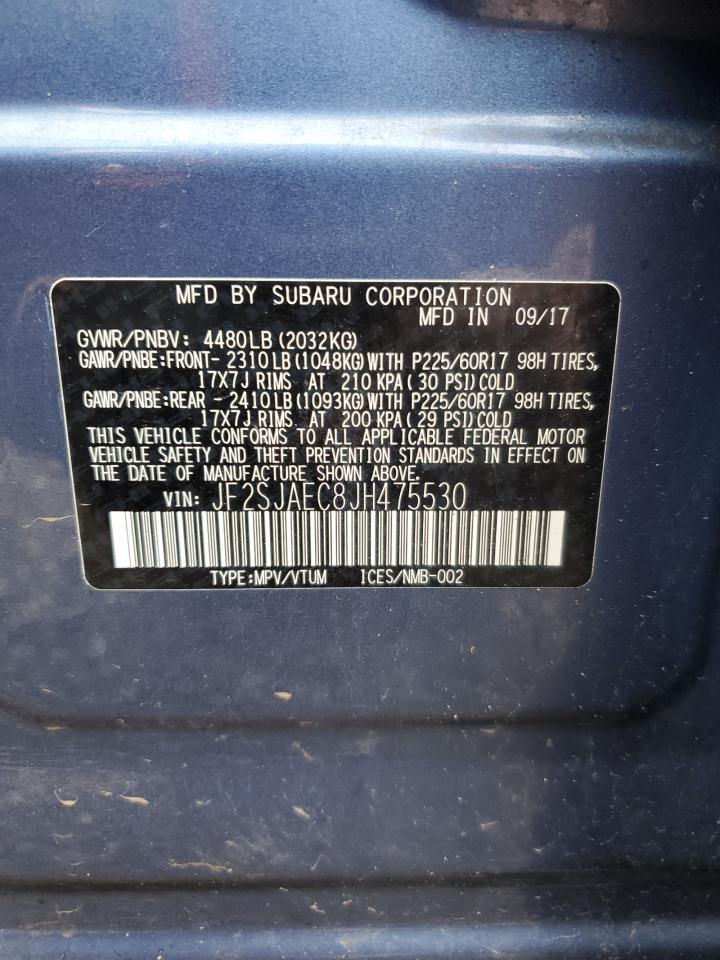 MFD BY SUBARU CORPORATION
MFD IN 09/17
GVWR/PNBV: 4480LB(2032KG)
GAWR/PNBE:FRONT- 2310LB(1048KG)WITH P225/60R17 98H TIRES,
17X7J RIMS. AT 210 KPA(30 PSI)COLD
GAWR/PNBE:REAR - 2410LB(1093KG)WITH P225/60R17 98H TIRES,
17X7J RIMS. AT 200 KPA(29 PSI)COLD
THIS VEHICLE CONFORMS TO ALL APPLICABLE FEDERAL MOTOR
VEHICLE SAFETY AND THEFT PREVENTION STANDARDS IN EFFECT ON
THE DATE OF MANUFACTURE SHOWN ABOVE.
VIN: JF2SJAEC8JH475530
TYPE:MPV/VTUM ICES/NMB-002